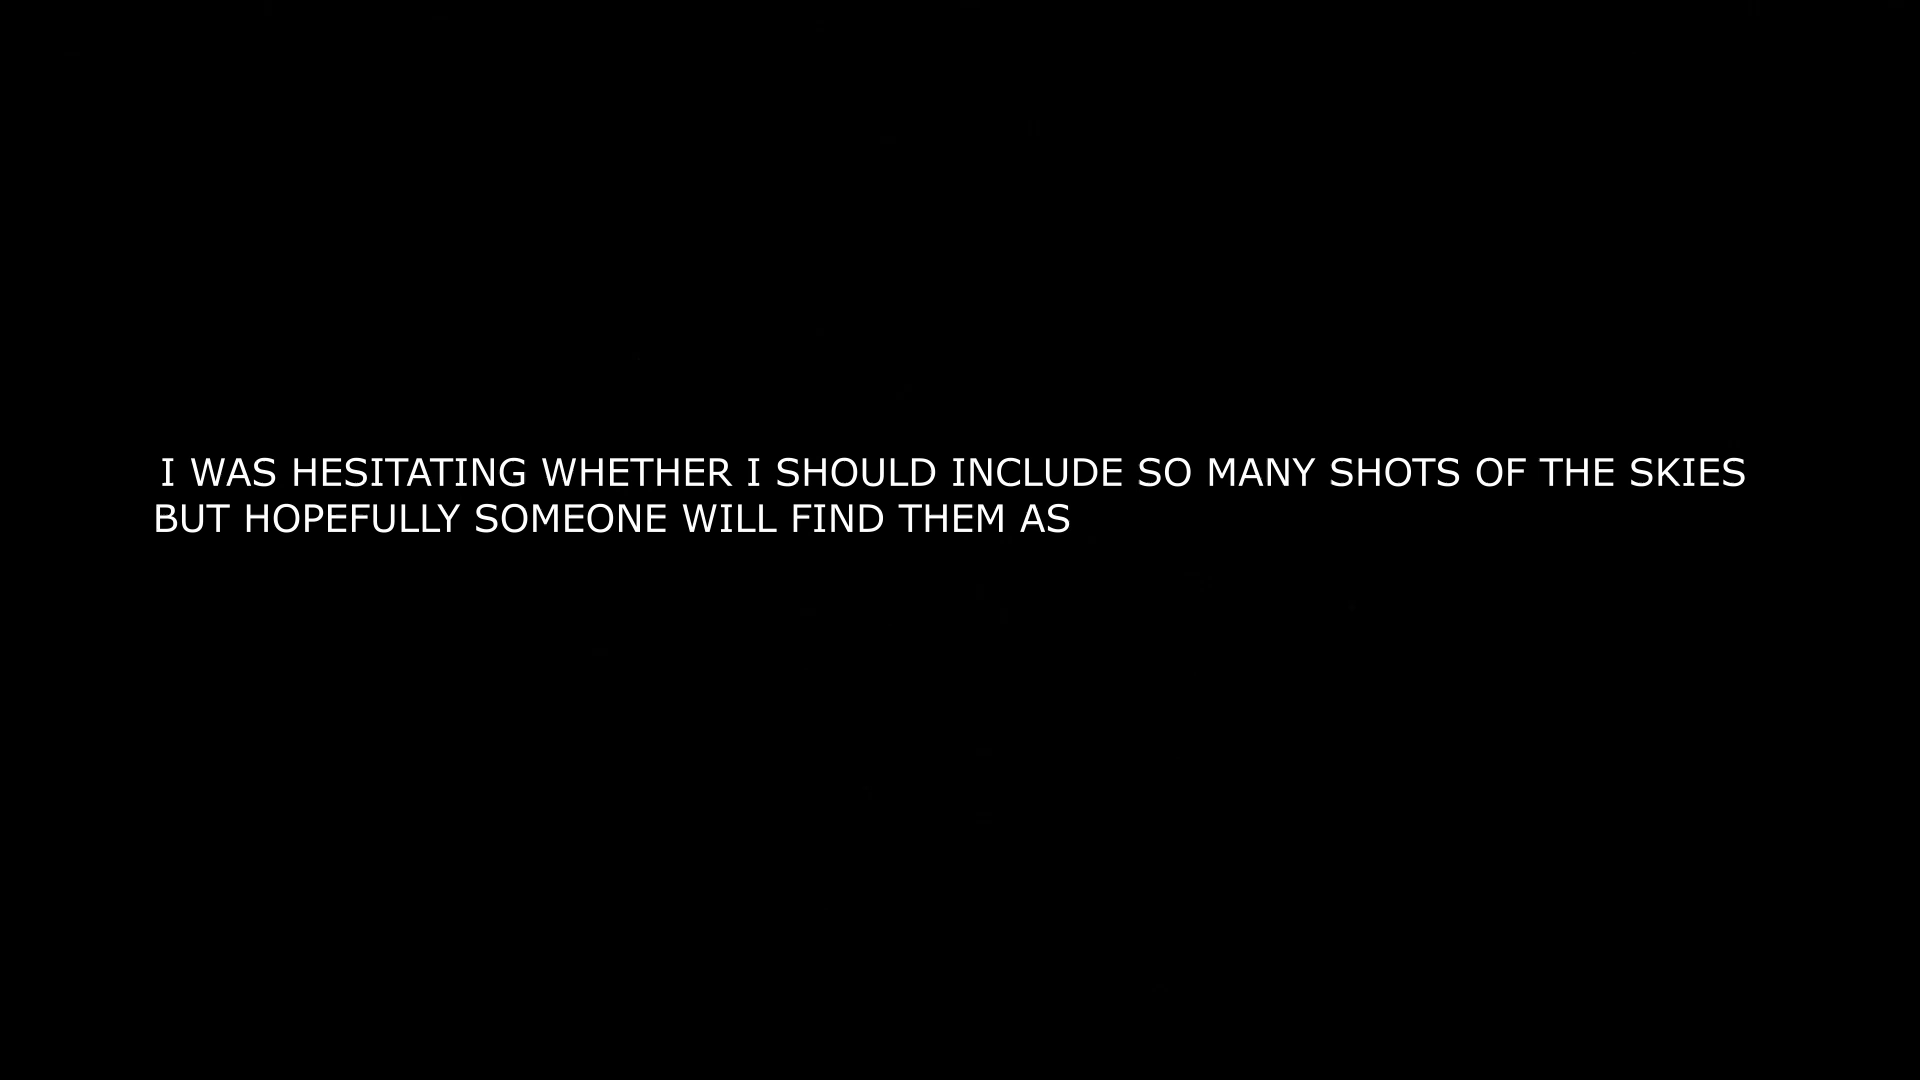 I WAS HESITATING WHETHER I SHOULD INCLUDE SO MANY SHOTS OF THE SKIES
BUT HOPEFULLY SOMEONE WILL FIND THEM AS